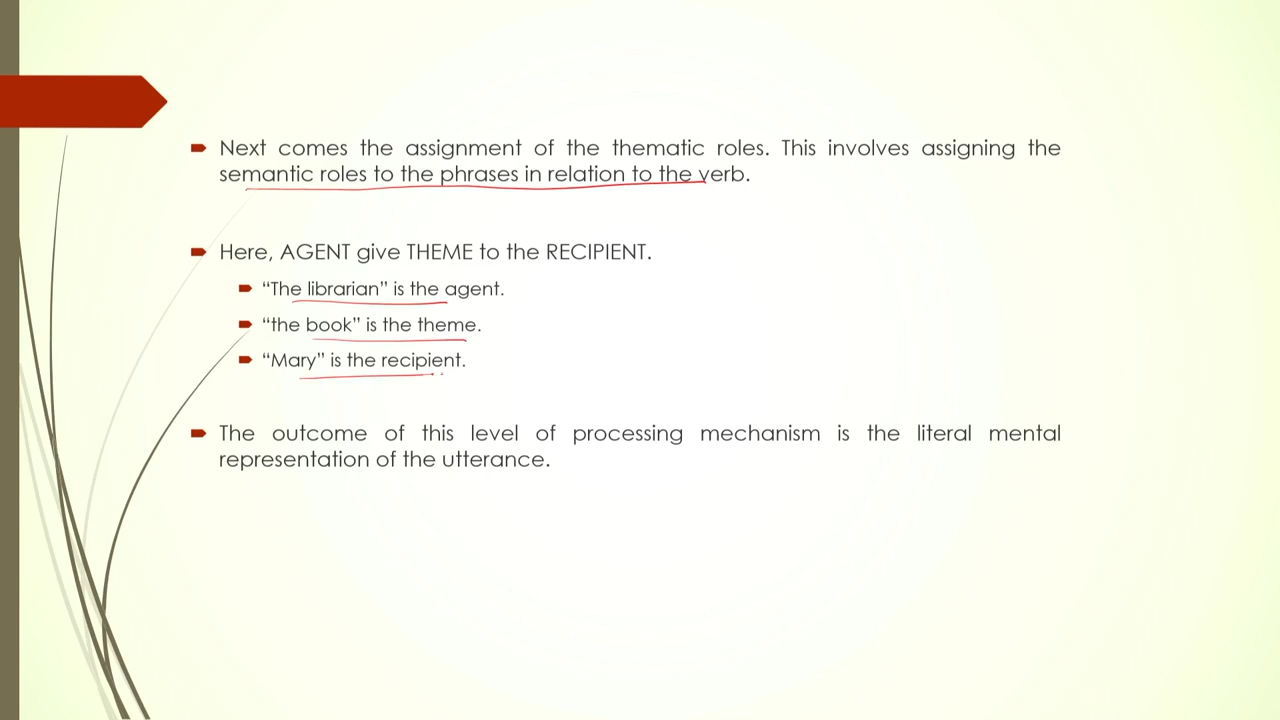 Next comes the assignment of the thematic roles. This involves assigning the
semantic roles to the phrases in relation to the verb.
Here, AGENT give THEME to the RECIPIENT.
“The librarian” is the agent.
“the book” is the theme.
“Mary” is the recipient.
The outcome of this level of processing mechanism is the literal mental
representation of the utterance.